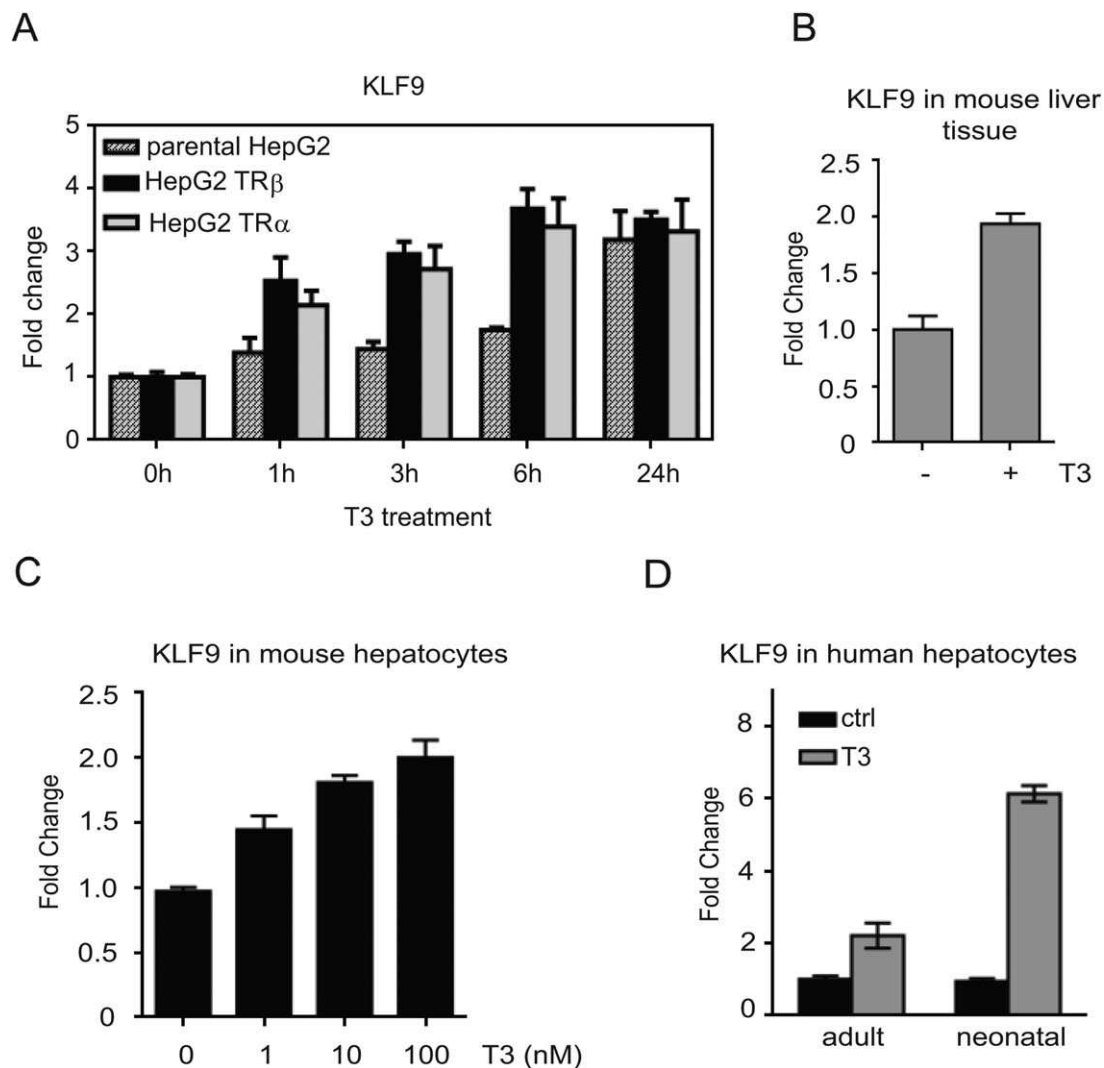 A
KLF9
5
4
3
2
1
0
Fold change
parental HepG2
HepG2 TRβ
HepG2 TRα
0h 1h 3h 6h 24h
T3 treatment
B
KLF9 in mouse liver
tissue
2.5
2.0
1.5
1.0
0.5
0
Fold Change
- + T3
C
KLF9 in mouse hepatocytes
2.5
2.0
1.5
1.0
0.5
0
Fold Change
0 1 10 100 T3 (nM)
D
KLF9 in human hepatocytes
8
6
4
2
0
Fold Change
ctrl
T3
adult neonatal